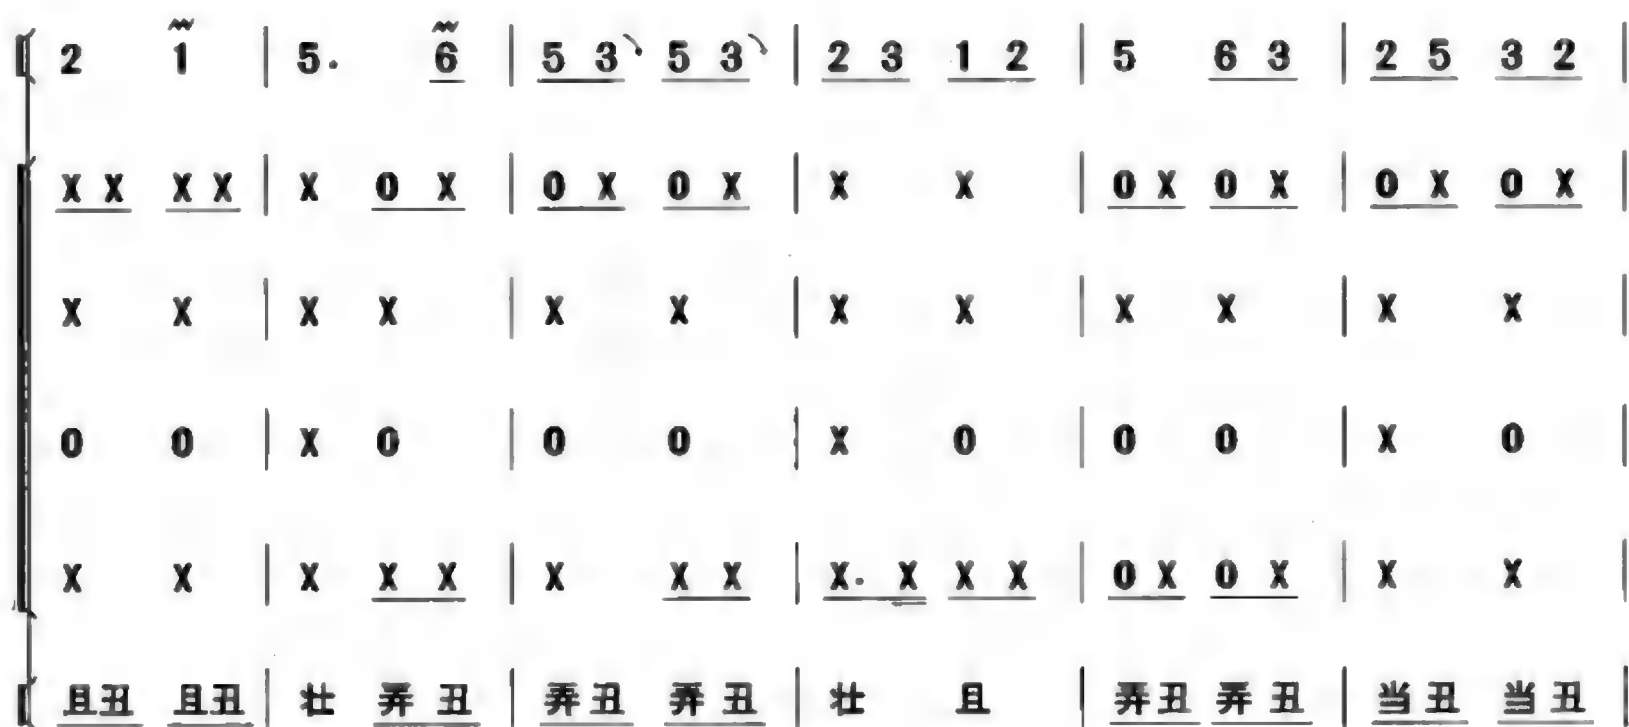 2 1 | 5. 6 | 5 3 5 3 | 2 3 1 2 | 5 6 3 | 2 5 3 2 |
X X X X | X 0 X | 0 X 0 X | X X | 0 X 0 X | 0 X 0 X |
X X | X X | X X | X X | X X | X X |
0 0 | X 0 | 0 0 | X 0 | 0 0 | X 0 |
X X | X X X | X X X | X. X X X | 0 X 0 X | X X |
且丑 且丑 | 壮 弄丑 | 弄丑 弄丑 | 壮 且 | 弄丑 弄丑 | 当丑 当丑 |